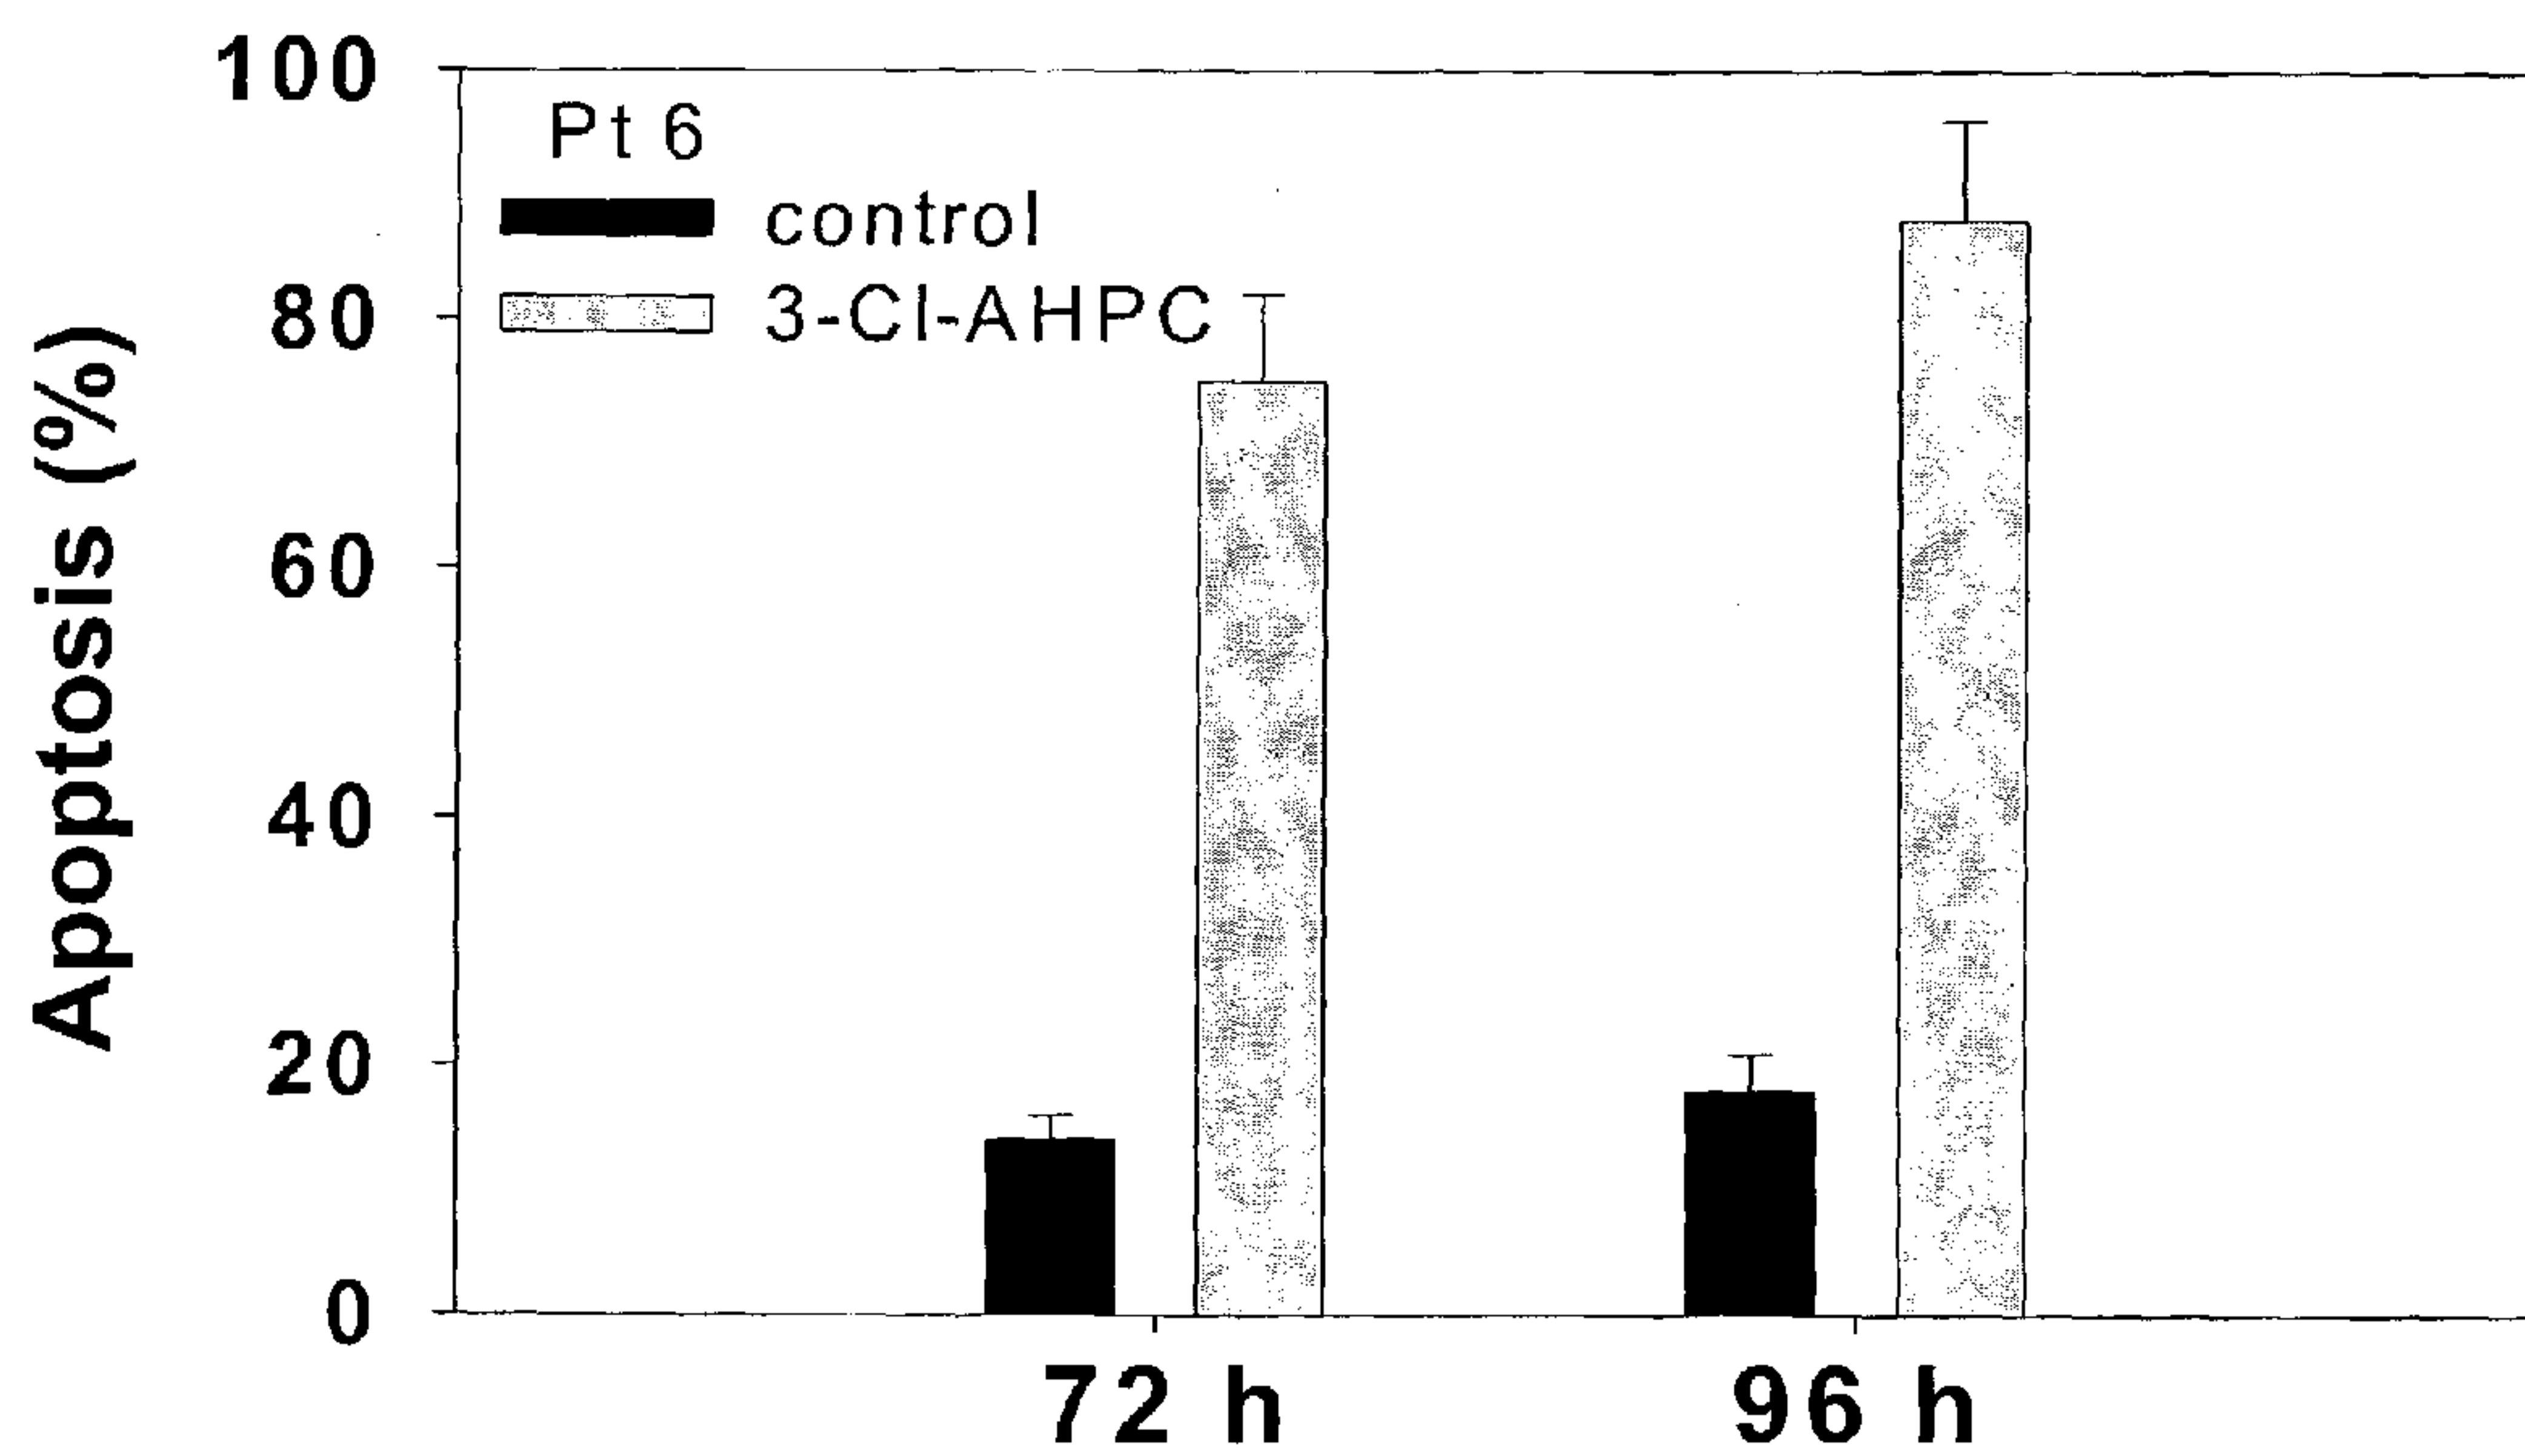 Apoptosis (%)
100
80
60
40
20
0
Pt 6
control
3-Cl-AHPC
72 h
96 h